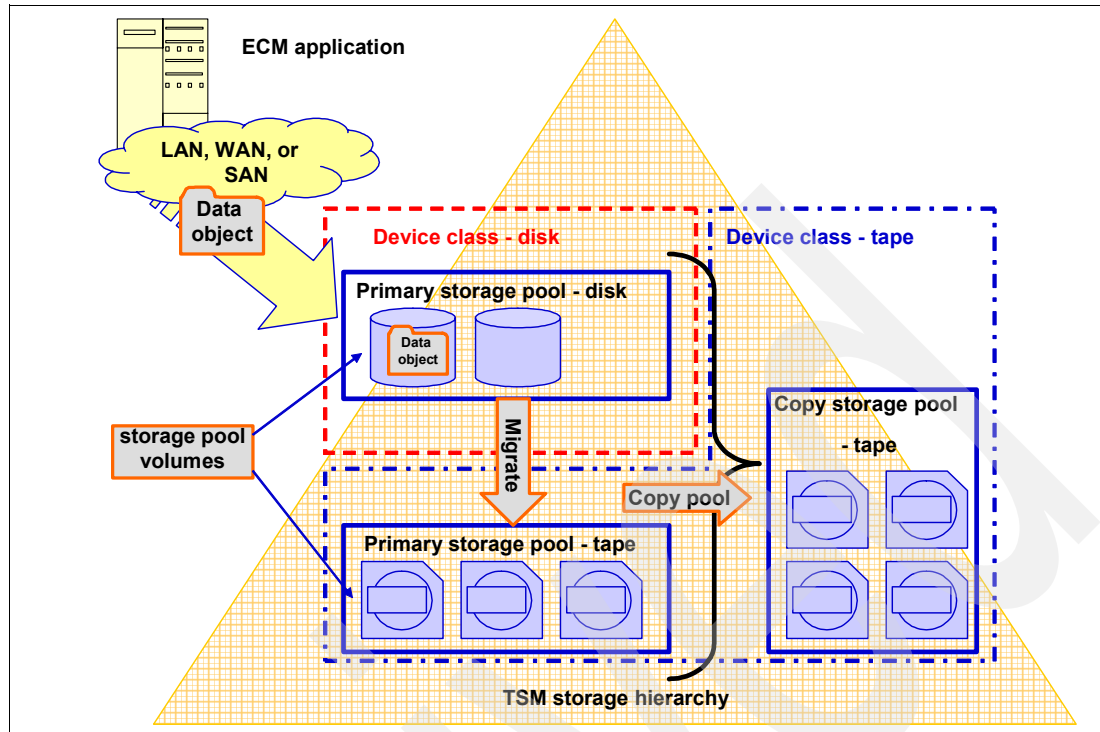 ECM application
LAN, WAN, or
SAN
Data
object
Device class - disk
Device class - tape
Primary storage pool - disk
Data
object
Copy storage pool
- tape
storage pool
volumes
Migrate
Copy pool
Primary storage pool - tape
TSM storage hierarchy